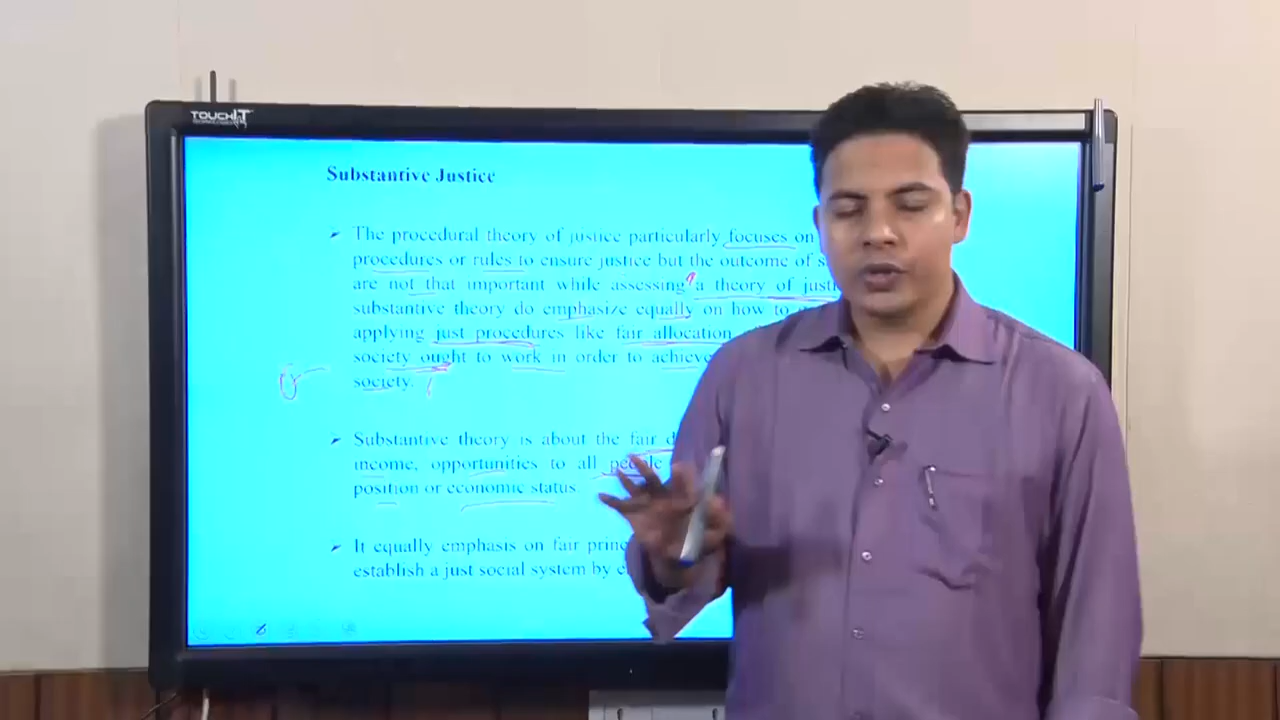 TOUCHIT
TECHNOLOGIES
Substantive Justice
The procedural theory of justice particularly focuses on
procedures or rules to ensure justice but the outcome of
are not that important while assessing a theory of
substantive theory do emphasize equally on how to
applying just procedures like fair allocation
society ought to work in order to achieve
society.
Substantive theory is about the fair
income, opportunities to all people
position or economic status.
It equally emphasis on fair
establish a just social system by